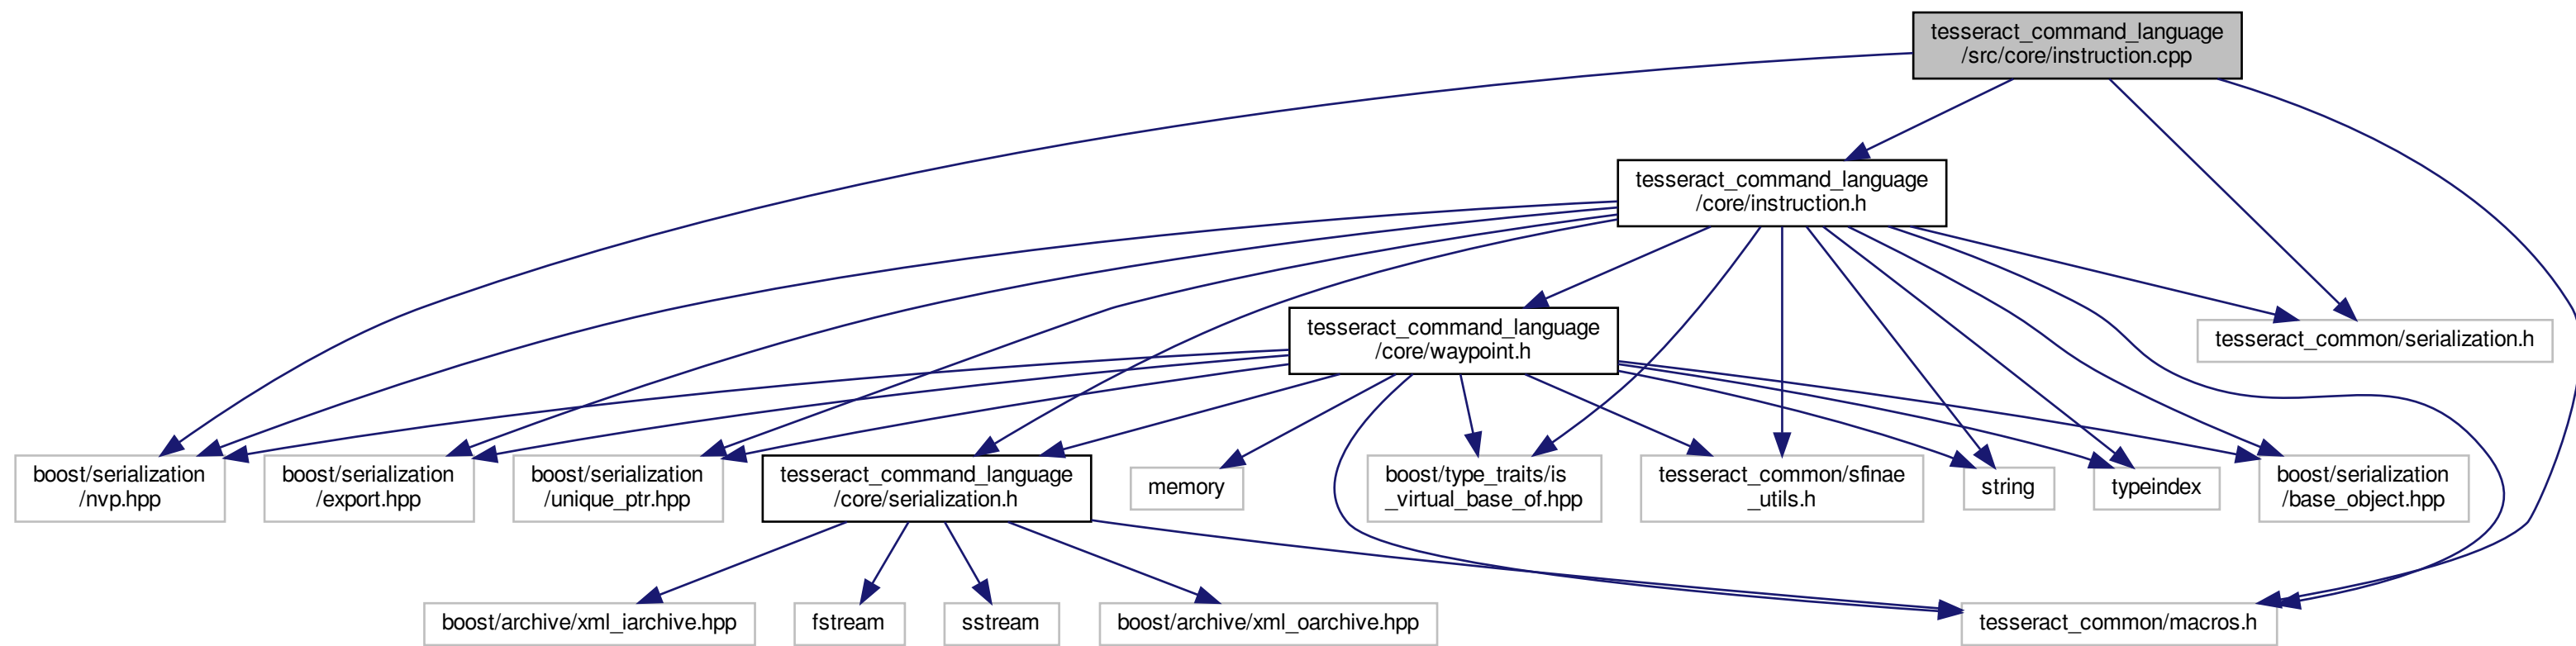 tesseract_command_language
/src/core/instruction.cpp
tesseract_command_language
/core/instruction.h
tesseract_command_language
/core/waypoint.h
tesseract_common/serialization.h
boost/serialization
/nvp.hpp
boost/serialization
/export.hpp
boost/serialization
/unique_ptr.hpp
tesseract_command_language
/core/serialization.h
memory
boost/type_traits/is
_virtual_base_of.hpp
tesseract_common/sfinae
_utils.h
string
typeindex
boost/serialization
/base_object.hpp
boost/archive/xml_iarchive.hpp
fstream
sstream
boost/archive/xml_oarchive.hpp
tesseract_common/macros.h